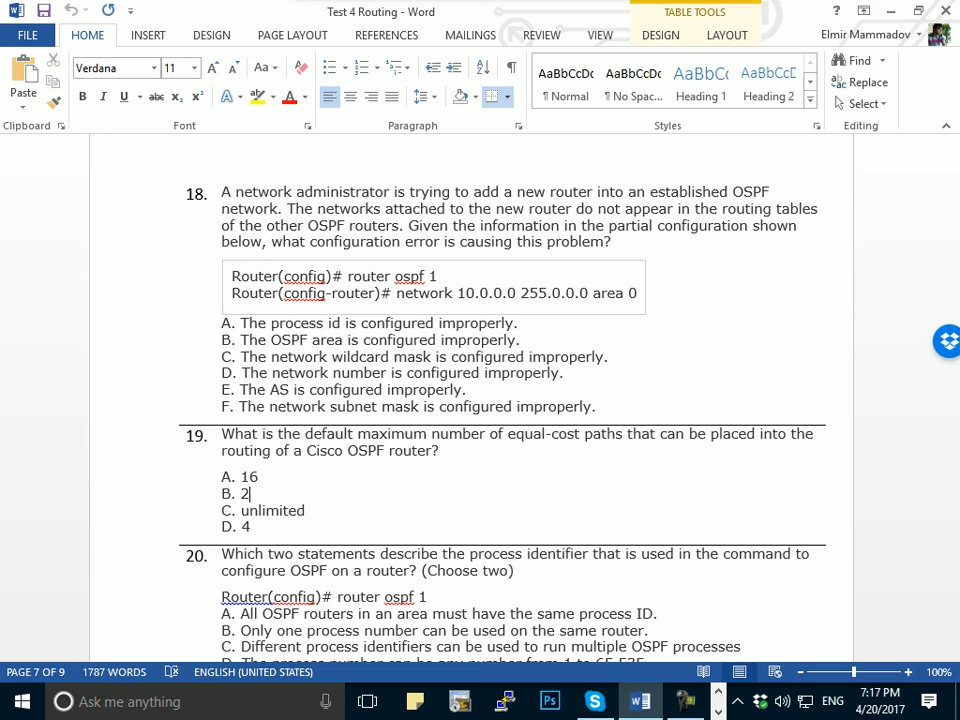 Test 4 Routing - Word
TABLE TOOLS
FILE HOME INSERT DESIGN PAGE LAYOUT REFERENCES MAILINGS REVIEW VIEW DESIGN LAYOUT Elmir Mammadov
Paste
Verdana 11
AaBbCcDc AaBbCcDc AaBbC AaBbCcD
¶ Normal ¶ No Spac... Heading 1 Heading 2
Find
Replace
Select
Clipboard Font Paragraph Styles Editing
18. A network administrator is trying to add a new router into an established OSPF
network. The networks attached to the new router do not appear in the routing tables
of the other OSPF routers. Given the information in the partial configuration shown
below, what configuration error is causing this problem?
Router(config)# router ospf 1
Router(config-router)# network 10.0.0.0 255.0.0.0 area 0
A. The process id is configured improperly.
B. The OSPF area is configured improperly.
C. The network wildcard mask is configured improperly.
D. The network number is configured improperly.
E. The AS is configured improperly.
F. The network subnet mask is configured improperly.
19. What is the default maximum number of equal-cost paths that can be placed into the
routing of a Cisco OSPF router?
A. 16
B. 2
C. unlimited
D. 4
20. Which two statements describe the process identifier that is used in the command to
configure OSPF on a router? (Choose two)
Router(config)# router ospf 1
A. All OSPF routers in an area must have the same process ID.
B. Only one process number can be used on the same router.
C. Different process identifiers can be used to run multiple OSPF processes
D. The process number can be any number from 1 to 65,535.
PAGE 7 OF 9 1787 WORDS ENGLISH (UNITED STATES) 100%
Ask me anything
ENG
7:17 PM
4/20/2017